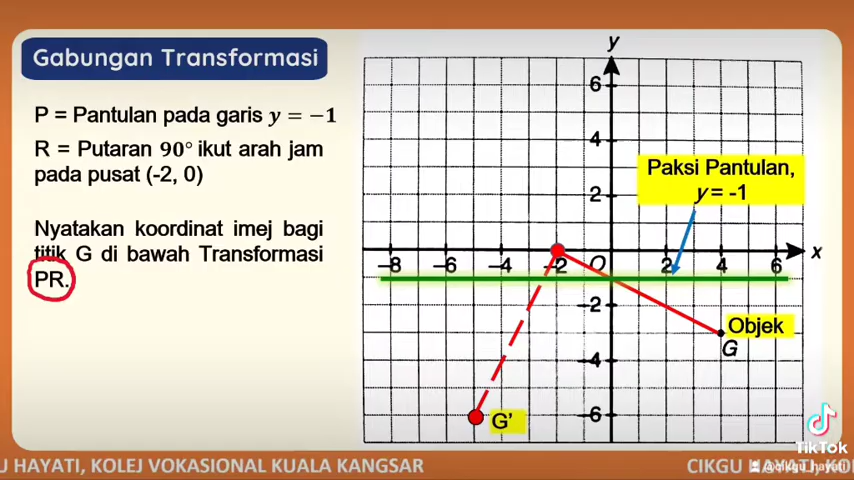 Gabungan Transformasi
P = Pantulan pada garis y = −1
R = Putaran 90° ikut arah jam
pada pusat (-2, 0)
Nyatakan koordinat imej bagi
titik G di bawah Transformasi
PR.
y
6
4
2
Paksi Pantulan,
y = -1
−8 −6 −4 −2 O 2 4 6 x
−2
Objek
G
−4
G’
−6
TikTok
@cikgu_hayati
U HAYATI, KOLEJ VOKASIONAL KUALA KANGSAR
CIKGU HAYATI, KO